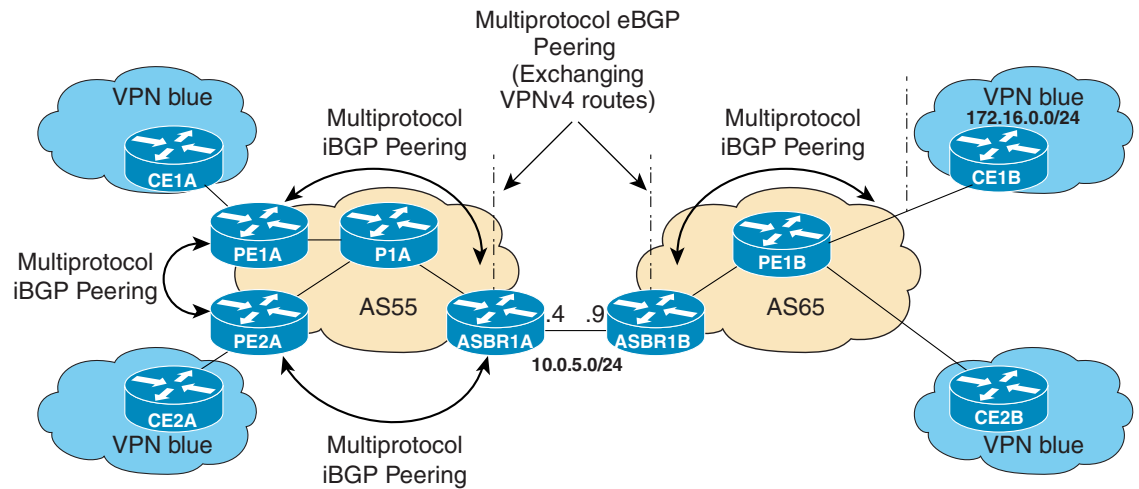 Multiprotocol eBGP
Peering
(Exchanging
VPNv4 routes)
VPN blue
CE1A
Multiprotocol
iBGP Peering
Multiprotocol
iBGP Peering
VPN blue
172.16.0.0/24
CE1B
PE1A
P1A
PE1B
Multiprotocol
iBGP Peering
AS55
AS65
PE2A
ASBR1A
.4
.9
ASBR1B
10.0.5.0/24
CE2A
VPN blue
CE2B
VPN blue
Multiprotocol
iBGP Peering